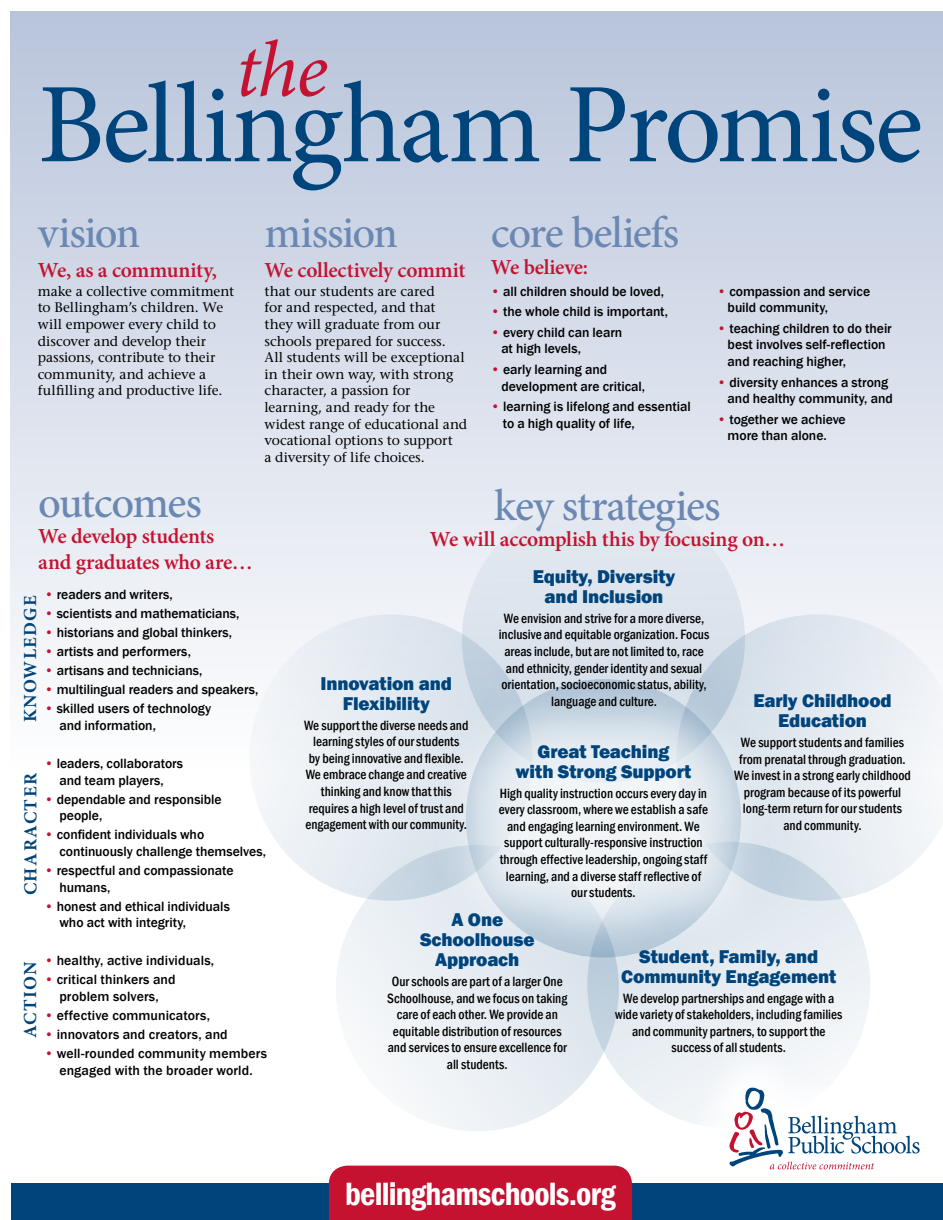 the
Bellingham Promise
vision
We, as a community,
make a collective commitment
to Bellingham's children. We
will empower every child to
discover and develop their
passions, contribute to their
community, and achieve a
fulfilling and productive life.
mission
We collectively commit
that our students are cared
for and respected, and that
they will graduate from our
schools prepared for success.
All students will be exceptional
in their own way, with strong
character, a passion for
learning, and ready for the
widest range of educational and
vocational options to support
a diversity of life choices.
core beliefs
We believe:
• all children should be loved,
• the whole child is important,
• every child can learn
at high levels,
• early learning and
development are critical,
• learning is lifelong and essential
to a high quality of life,
• compassion and service
build community,
• teaching children to do their
best involves self-reflection
and reaching higher,
• diversity enhances a strong
and healthy community, and
• together we achieve
more than alone.
outcomes
We develop students
and graduates who are…
KNOWLEDGE
• readers and writers,
• scientists and mathematicians,
• historians and global thinkers,
• artists and performers,
• artisans and technicians,
• multilingual readers and speakers,
• skilled users of technology
and information,
CHARACTER
• leaders, collaborators
and team players,
• dependable and responsible
people,
• confident individuals who
continuously challenge themselves,
• respectful and compassionate
humans,
• honest and ethical individuals
who act with integrity,
ACTION
• healthy, active individuals,
• critical thinkers and
problem solvers,
• effective communicators,
• innovators and creators, and
• well-rounded community members
engaged with the broader world.
key strategies
We will accomplish this by focusing on…
Equity, Diversity
and Inclusion
We envision and strive for a more diverse,
inclusive and equitable organization. Focus
areas include, but are not limited to, race
and ethnicity, gender identity and sexual
orientation, socioeconomic status, ability,
language and culture.
Innovation and
Flexibility
We support the diverse needs and
learning styles of our students
by being innovative and flexible.
We embrace change and creative
thinking and know that this
requires a high level of trust and
engagement with our community.
Early Childhood
Education
We support students and families
from prenatal through graduation.
We invest in a strong early childhood
program because of its powerful
long-term return for our students
and community.
Great Teaching
with Strong Support
High quality instruction occurs every day in
every classroom, where we establish a safe
and engaging learning environment. We
support culturally-responsive instruction
through effective leadership, ongoing staff
learning, and a diverse staff reflective of
our students.
A One
Schoolhouse
Approach
Our schools are part of a larger One
Schoolhouse, and we focus on taking
care of each other. We provide an
equitable distribution of resources
and services to ensure excellence for
all students.
Student, Family, and
Community Engagement
We develop partnerships and engage with a
wide variety of stakeholders, including families
and community partners, to support the
success of all students.
Bellingham
Public Schools
a collective commitment
bellinghamschools.org